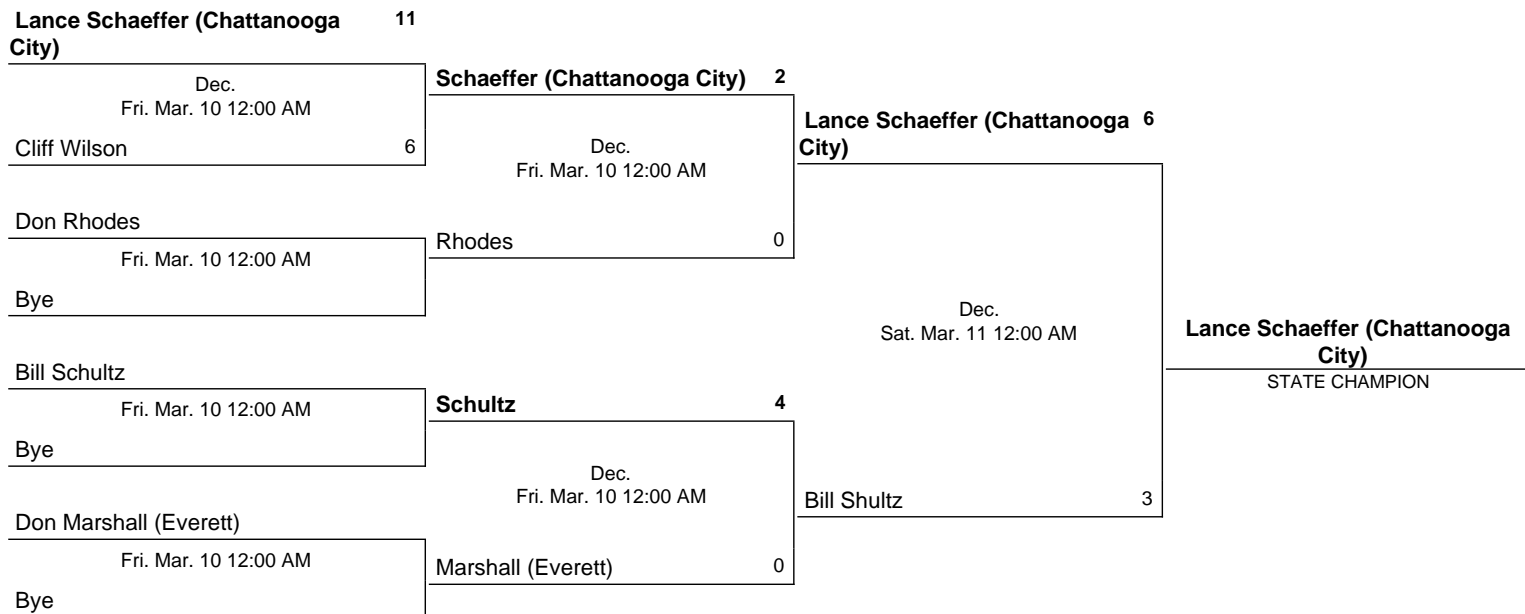 Lance Schaeffer (Chattanooga 11
City)
Dec.
Fri. Mar. 10 12:00 AM
Cliff Wilson 6
Don Rhodes
Fri. Mar. 10 12:00 AM
Bye
Bill Schultz
Fri. Mar. 10 12:00 AM
Bye
Don Marshall (Everett)
Fri. Mar. 10 12:00 AM
Bye
Schaeffer (Chattanooga City) 2
Dec.
Fri. Mar. 10 12:00 AM
Rhodes 0
Schultz 4
Dec.
Fri. Mar. 10 12:00 AM
Marshall (Everett) 0
Lance Schaeffer (Chattanooga 6
City)
Dec.
Sat. Mar. 11 12:00 AM
Bill Shultz 3
Lance Schaeffer (Chattanooga
City)
STATE CHAMPION